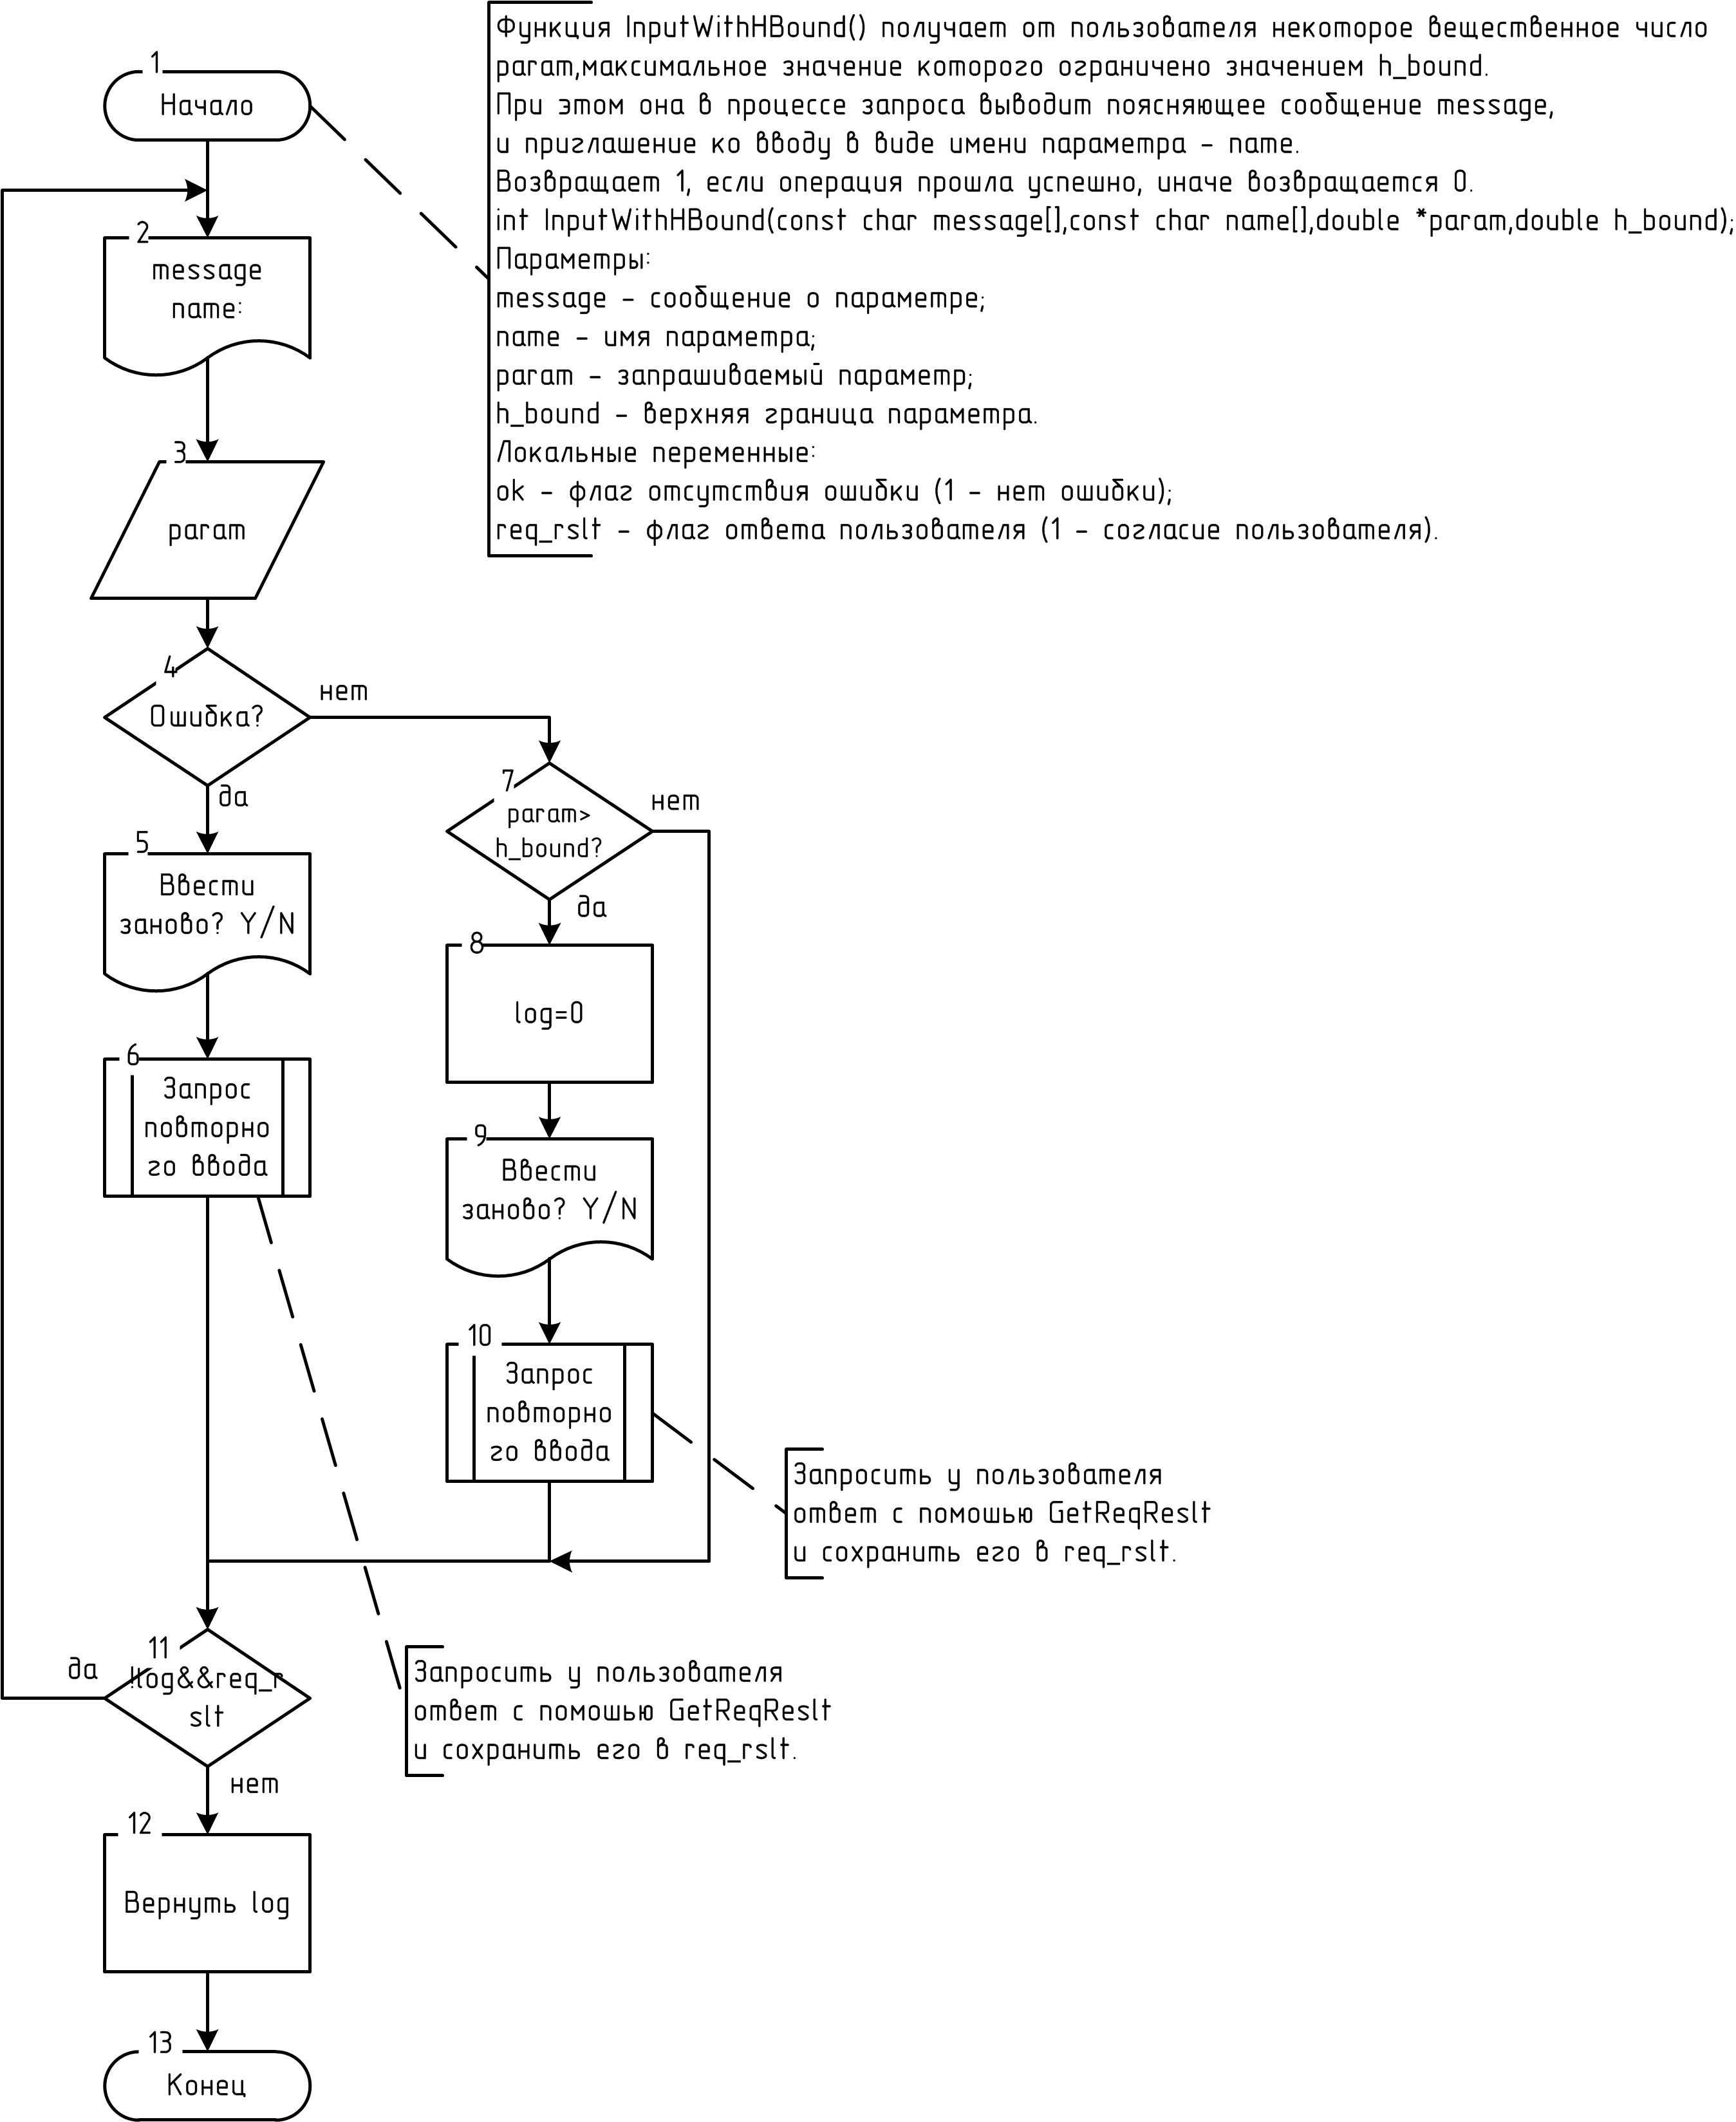 1
Начало
Функция InputWithHBound() получает от пользователя некоторое вещественное число
param,максимальное значение которого ограничено значением h_bound.
При этом она в процессе запроса выводит поясняющее сообщение message,
и приглашение ко вводу в виде имени параметра - name.
Возвращает 1, если операция прошла успешно, иначе возвращается 0.
int InputWithHBound(const char message[],const char name[],double *param,double h_bound);
Параметры:
message - сообщение о параметре;
name - имя параметра;
param - запрашиваемый параметр;
h_bound - верхняя граница параметра.
Локальные переменные:
ok - флаг отсутствия ошибки (1 - нет ошибки);
req_rslt - флаг ответа пользователя (1 - согласие пользователя).
2
message
name:
3
param
4
Ошибка?
нет
да
5
Ввести
заново? Y/N
6
Запрос
повторно
го ввода
7
param>
h_bound?
нет
да
8
log=0
9
Ввести
заново? Y/N
10
Запрос
повторно
го ввода
Запросить у пользователя
ответ с помошью GetReqReslt
и сохранить его в req_rslt.
Запросить у пользователя
ответ с помошью GetReqReslt
и сохранить его в req_rslt.
11
!log&&req_r
slt
да
нет
12
Вернуть log
13
Конец